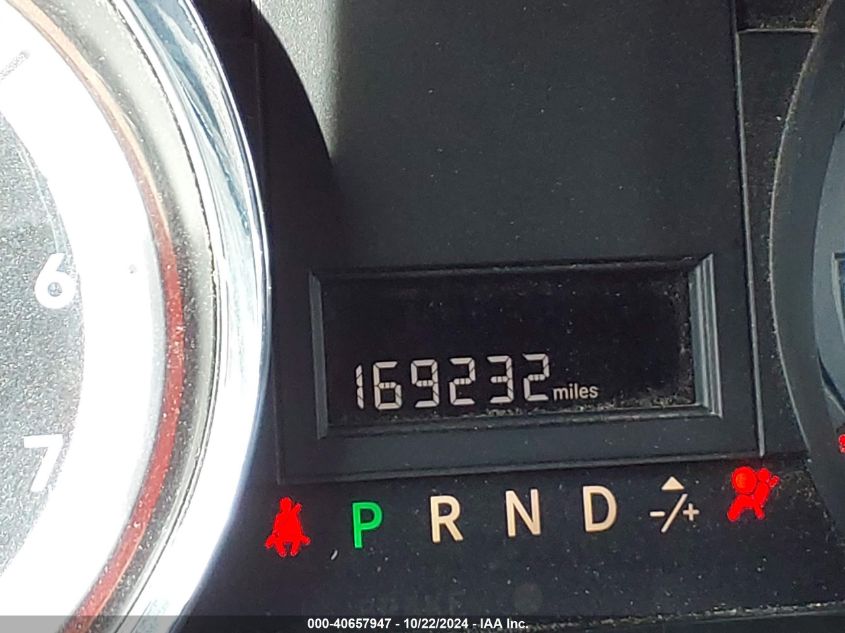 6
7
169232 miles
P R N D -/+
000-40657947 - 10/22/2024 - IAA Inc.